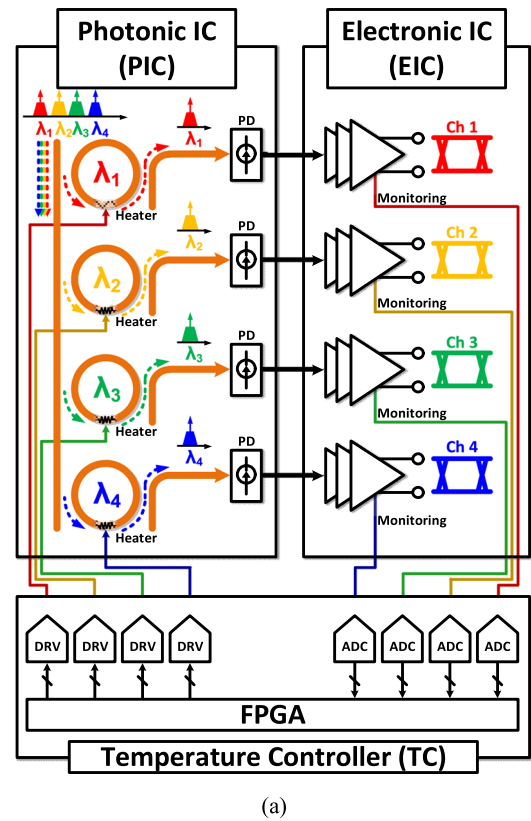 Photonic IC
(PIC)
Electronic IC
(EIC)
λ1 λ2 λ3 λ4
λ1
Heater
λ1
PD
Monitoring
Ch 1
λ2
Heater
λ2
PD
Monitoring
Ch 2
λ3
Heater
λ3
PD
Monitoring
Ch 3
λ4
Heater
λ4
PD
Monitoring
Ch 4
DRV DRV DRV DRV ADC ADC ADC ADC
FPGA
Temperature Controller (TC)
(a)